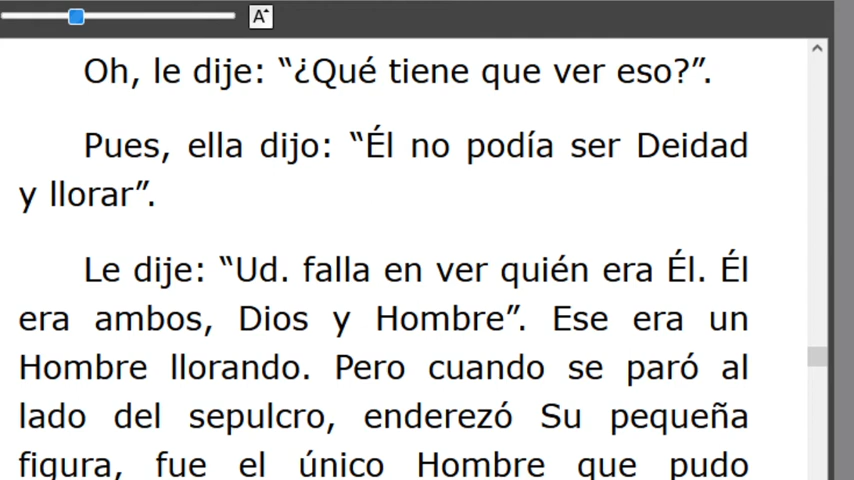 A
Oh, le dije: “¿Qué tiene que ver eso?”.
Pues, ella dijo: “Él no podía ser Deidad
y llorar”.
Le dije: “Ud. falla en ver quién era Él. Él
era ambos, Dios y Hombre”. Ese era un
Hombre llorando. Pero cuando se paró al
lado del sepulcro, enderezó Su pequeña
figura, fue el único Hombre que pudo